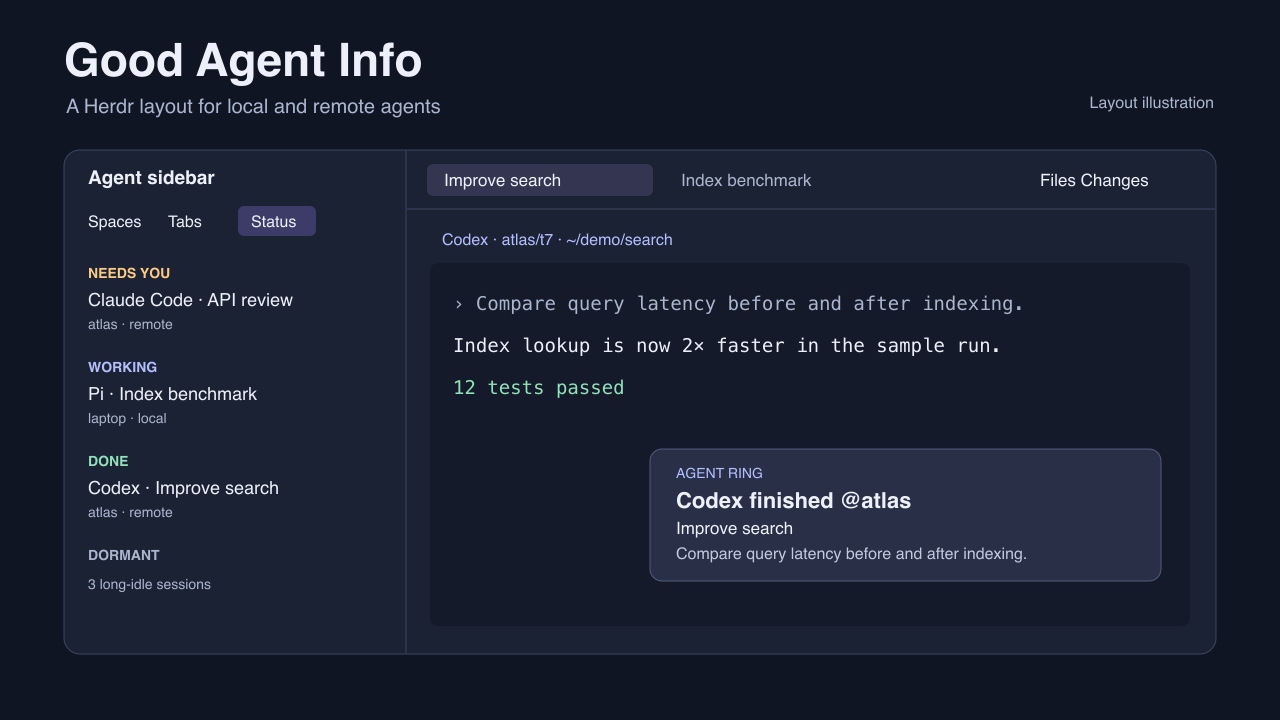 Good Agent Info
A Herdr layout for local and remote agents
Layout illustration
Agent sidebar
Spaces Tabs Status
NEEDS YOU
Claude Code · API review
atlas · remote
WORKING
Pi · Index benchmark
laptop · local
DONE
Codex · Improve search
atlas · remote
DORMANT
3 long-idle sessions
Improve search Index benchmark Files Changes
Codex · atlas/t7 · ~/demo/search
› Compare query latency before and after indexing.
Index lookup is now 2× faster in the sample run.
12 tests passed
AGENT RING
Codex finished @atlas
Improve search
Compare query latency before and after indexing.